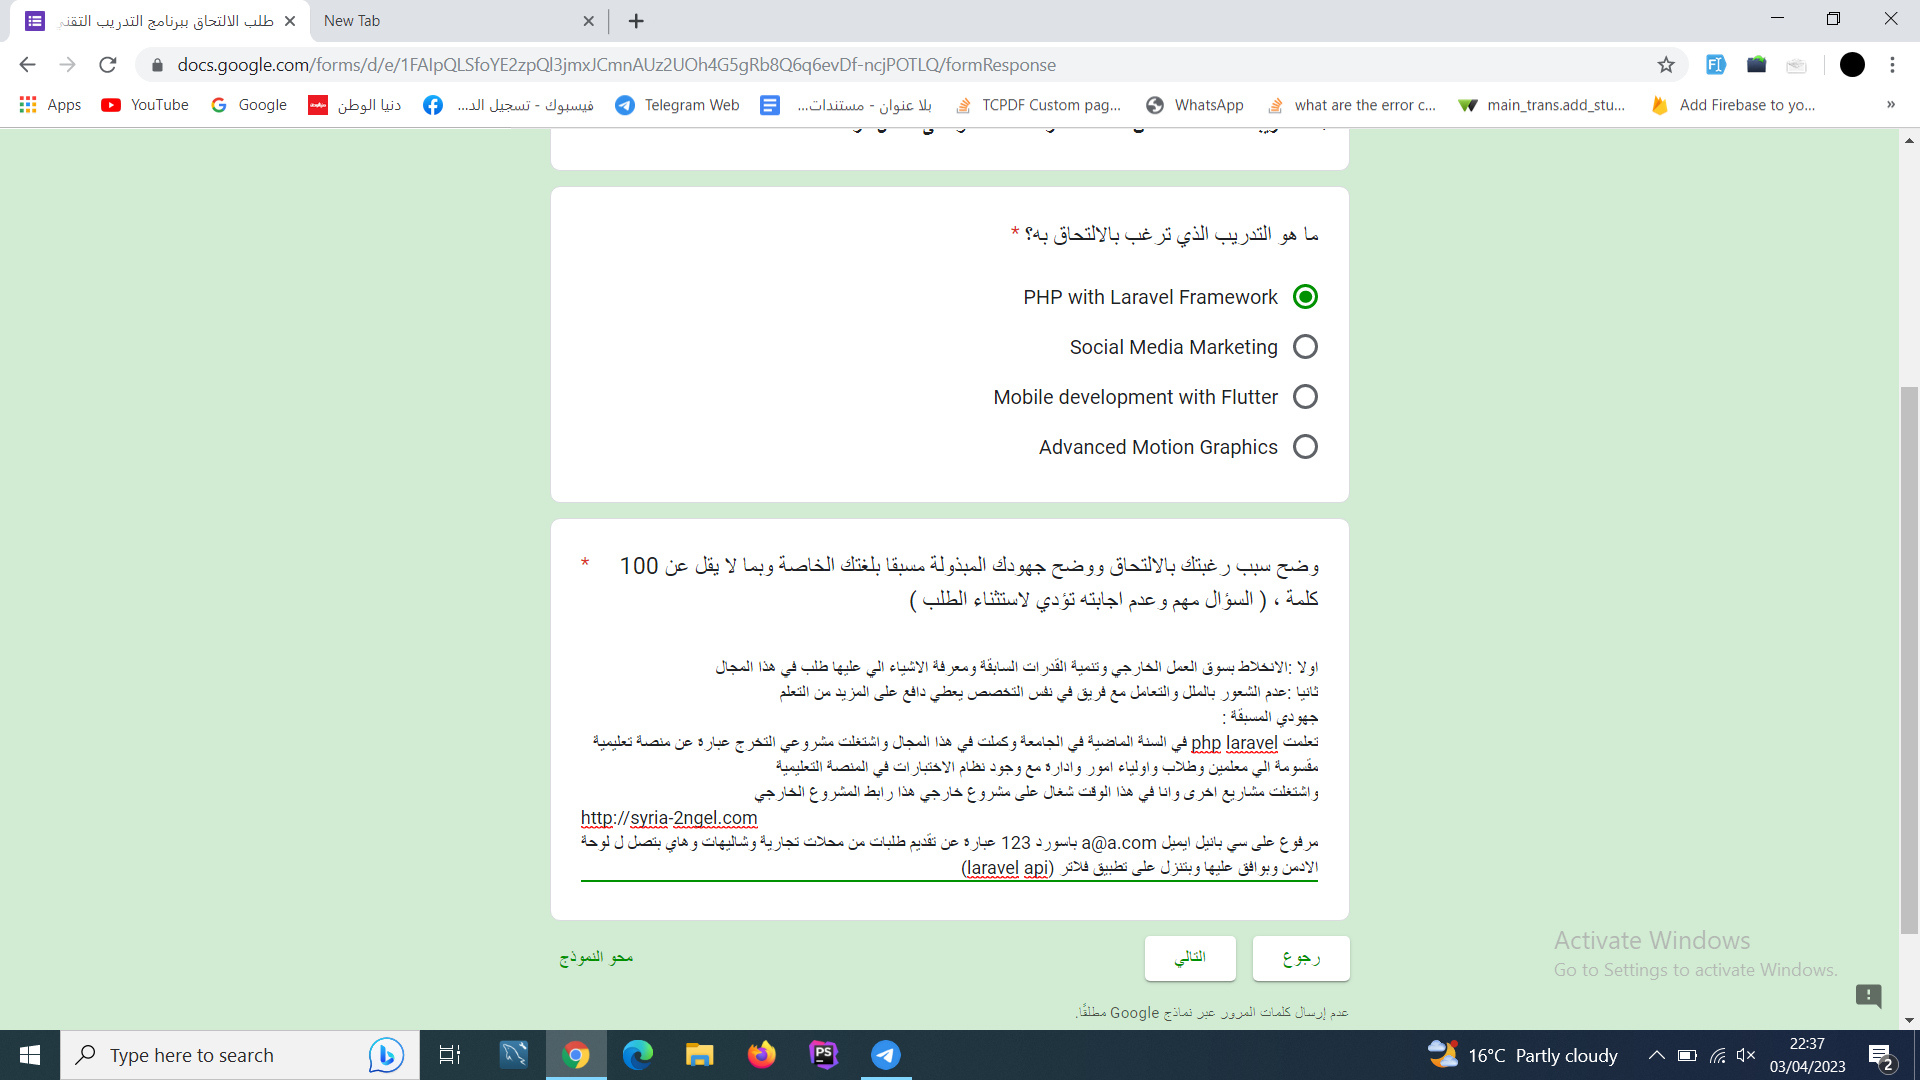 طلب الالتحاق ببرنامج التدريب التقني
New Tab
docs.google.com/forms/d/e/1FAIpQLSfoYE2zpQl3jmxJCmnAUz2UOh4G5gRb8Q6q6evDf-ncjPOTLQ/formResponse
Apps
YouTube
Google
دنيا الوطن
فيسبوك - تسجيل الد...
Telegram Web
بلا عنوان - مستندات...
TCPDF Custom pag...
WhatsApp
what are the error c...
main_trans.add_stu...
Add Firebase to yo...
»
ما هو التدريب الذي ترغب بالالتحاق به؟ *
PHP with Laravel Framework
Social Media Marketing
Mobile development with Flutter
Advanced Motion Graphics
وضح سبب رغبتك بالالتحاق ووضح جهودك المبذولة مسبقا بلغتك الخاصة وبما لا يقل عن 100 *
كلمة ، ( السؤال مهم وعدم اجابته تؤدي لاستثناء الطلب )
اولا :الانخلاط بسوق العمل الخارجي وتنمية القدرات السابقة ومعرفة الاشياء الي عليها طلب في هذا المجال
ثانيا :عدم الشعور بالملل والتعامل مع فريق في نفس التخصص يعطي دافع على المزيد من التعلم
جهودي المسبقة :
تعلمت php laravel في السنة الماضية في الجامعة وكملت في هذا المجال واشتغلت مشروعي التخرج عبارة عن منصة تعليمية
مقسومة الي معلمين وطلاب واولياء امور وادارة مع وجود نظام الاختبارات في المنصة التعليمية
واشتغلت مشاريع اخرى وانا في هذا الوقت شغال على مشروع خارجي هذا رابط المشروع الخارجي
http://syria-2ngel.com
مرفوع على سي بانيل ايميل a@a.com باسورد 123 عبارة عن تقديم طلبات من محلات تجارية وشاليهات وهاي بتصل ل لوحة
الادمن وبوافق عليها وبتنزل على تطبيق فلاتر (laravel api)
رجوع
التالي
محو النموذج
عدم إرسال كلمات المرور عبر نماذج Google مطلقًا.
Activate Windows
Go to Settings to activate Windows.
Type here to search
PS
16°C Partly cloudy
22:37
03/04/2023
2